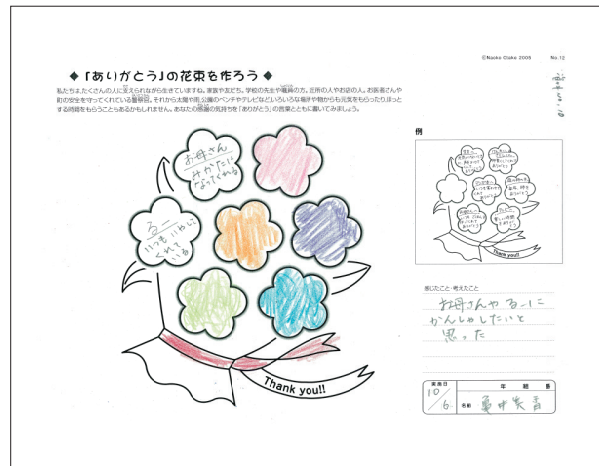 ©Naoko Giske 2005 No.12
◆「ありがとう」の花束を作ろう◆
私たちは、たくさんの人に支えられながら生きていきますね。家族や友だち。学校の先生や職員の方。近所の人やお店の人。お医者さんや
町の安全を守ってくれている警察官。それから太陽や雨、公園のベンチやテレビなどいろいろな場所や物からも元気をもらったり、ほっと
する時間をもらうことあるかもしれません。あなたの感謝の気持ちを「ありがとう」の言葉とともに書いてみましょう。
お母さん
みかたに
なってくれる
るー
いつもいやし
てくれて
いる
Thank you!!
例
Thank you!!
感じたこと・考えたこと
お母さんやるーに
かんしゃしたいと
思った
実施日
10/6
年 組 番
名前